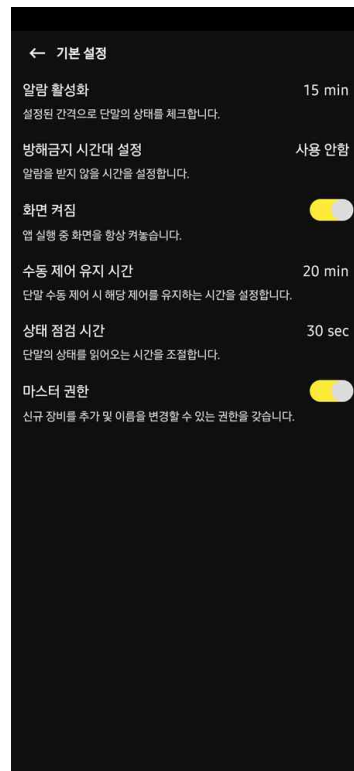 ← 기본 설정
알람 활성화 15 min
설정된 간격으로 단말의 상태를 체크합니다.
방해금지 시간대 설정 사용 안함
알람을 받지 않을 시간을 설정합니다.
화면 켜짐
앱 실행 중 화면을 항상 켜놓습니다.
수동 제어 유지 시간 20 min
단말 수동 제어 시 해당 제어를 유지하는 시간을 설정합니다.
상태 점검 시간 30 sec
단말의 상태를 읽어오는 시간을 조절합니다.
마스터 권한
신규 장비를 추가 및 이름을 변경할 수 있는 권한을 갖습니다.